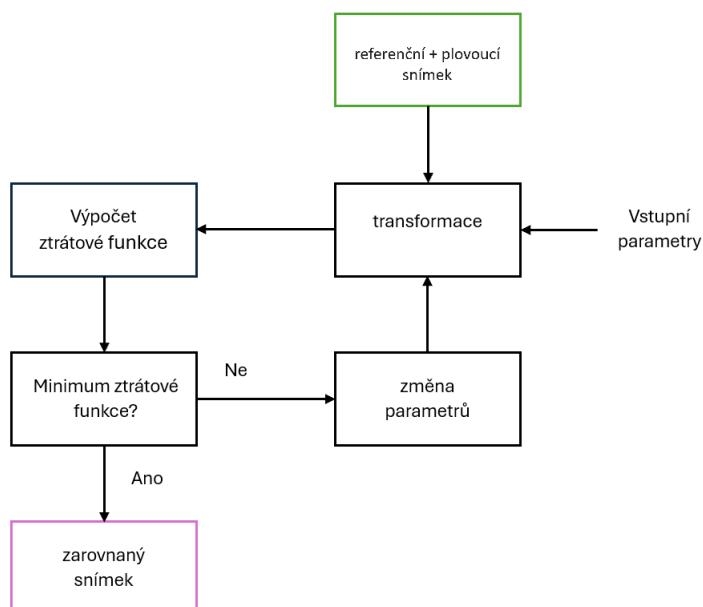 referenční + plovoucí
snímek
Výpočet
ztrátové funkce
transformace
Vstupní
parametry
Minimum ztrátové
funkce?
Ne
změna
parametrů
Ano
zarovnaný
snímek